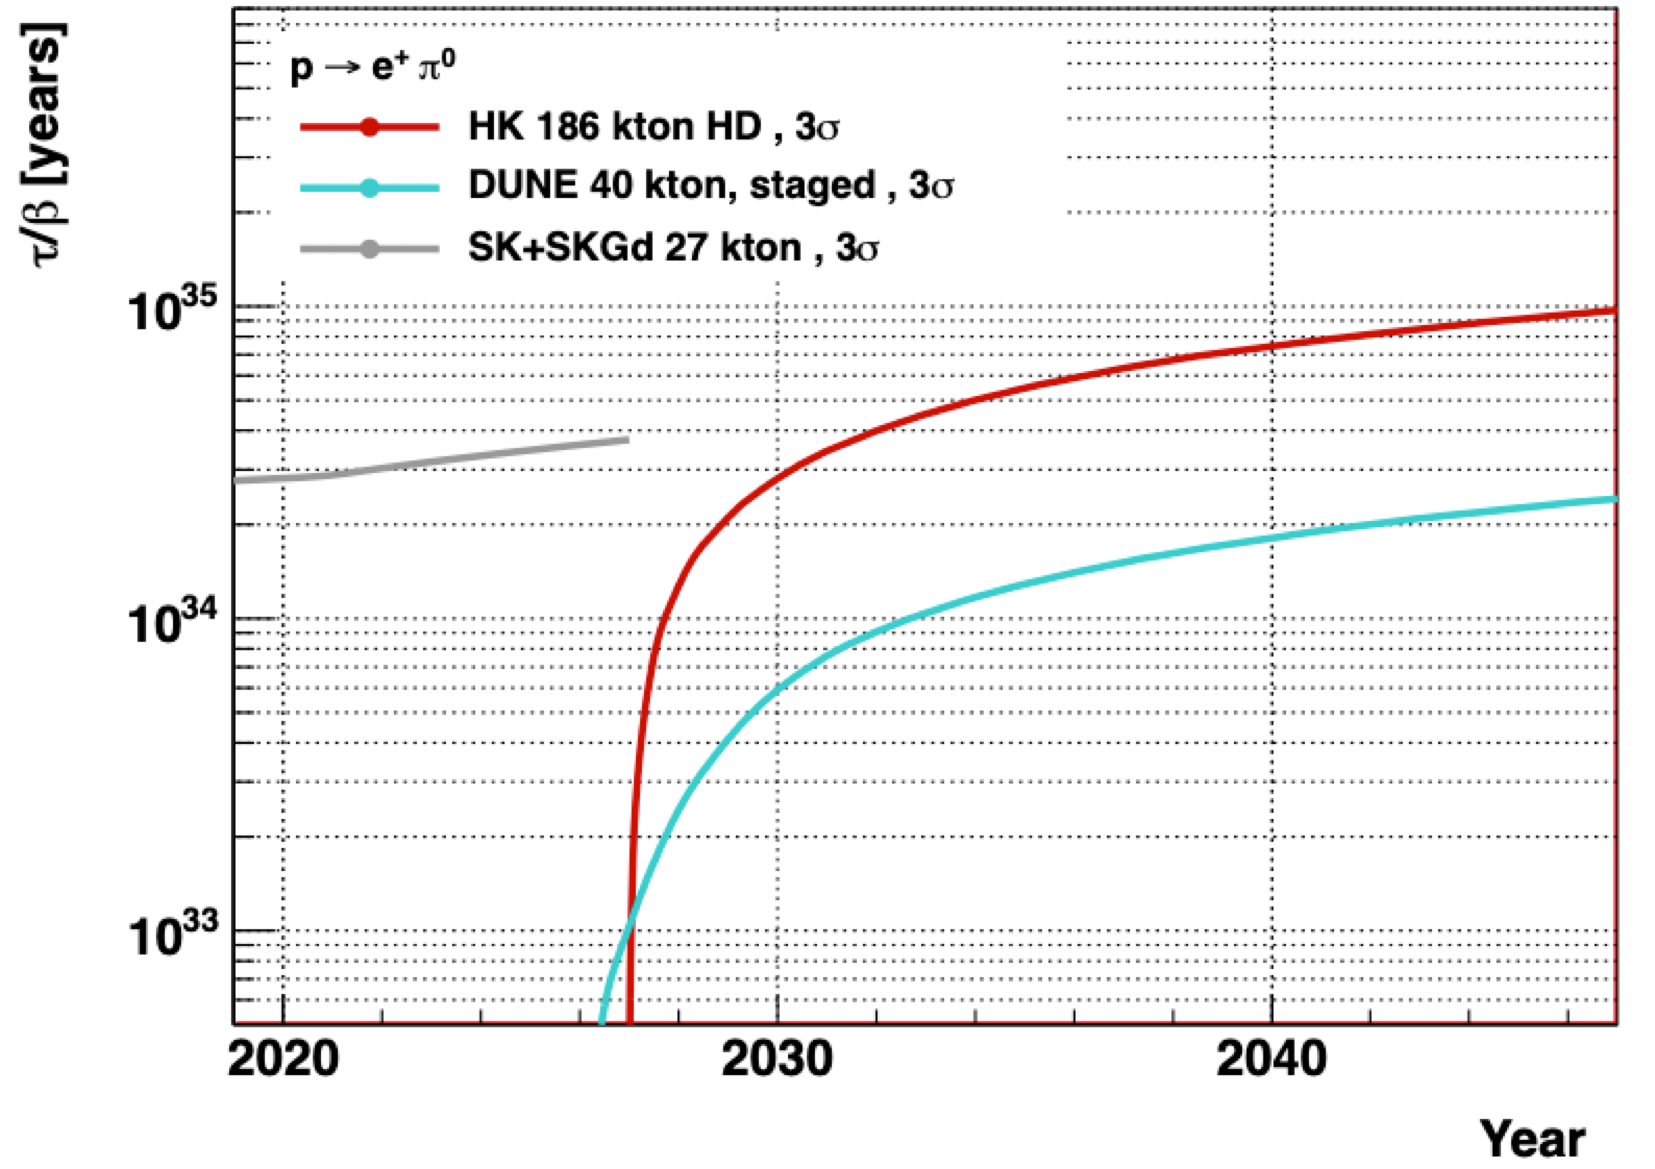 τ/β [years]
p → e⁺ π⁰
HK 186 kton HD , 3σ
DUNE 40 kton, staged , 3σ
SK+SKGd 27 kton , 3σ
10³⁵
10³⁴
10³³
2020 2030 2040
Year